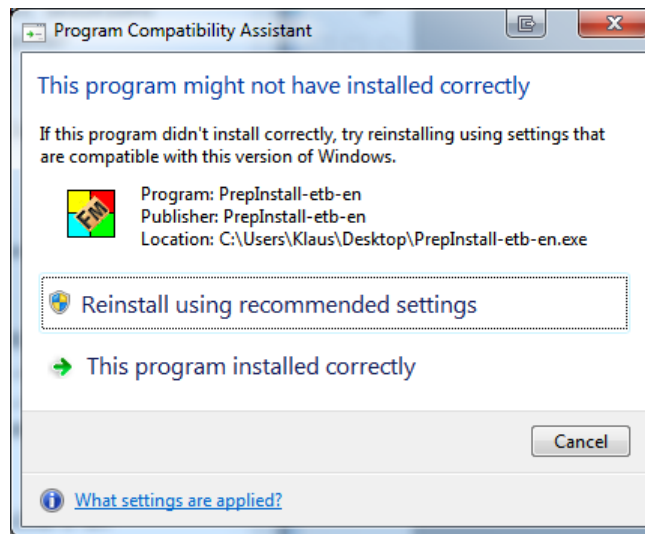 Program Compatibility Assistant
This program might not have installed correctly
If this program didn't install correctly, try reinstalling using settings that
are compatible with this version of Windows.
FM
Program: PrepInstall-etb-en
Publisher: PrepInstall-etb-en
Location: C:\Users\Klaus\Desktop\PrepInstall-etb-en.exe
Reinstall using recommended settings
This program installed correctly
Cancel
What settings are applied?